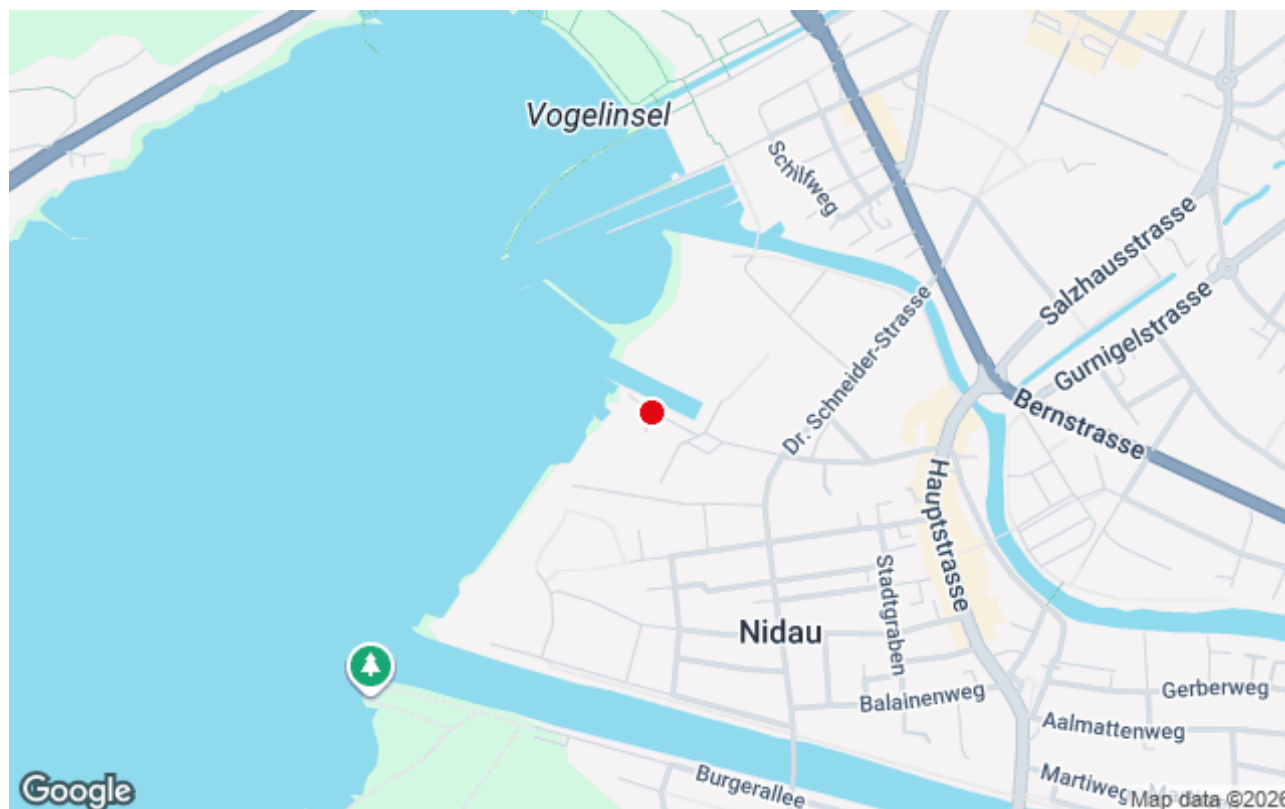 Vogelinsel
Schilfweg
Salzhausstrasse
Gurnigelstrasse
Dr. Schneider-Strasse
Bernstrasse
Hauptstrasse
Stadtgraben
Nidau
Balainenweg
Gerberweg
Aalmattenweg
Martiweg
Burgerallee
Google
Map data ©2026